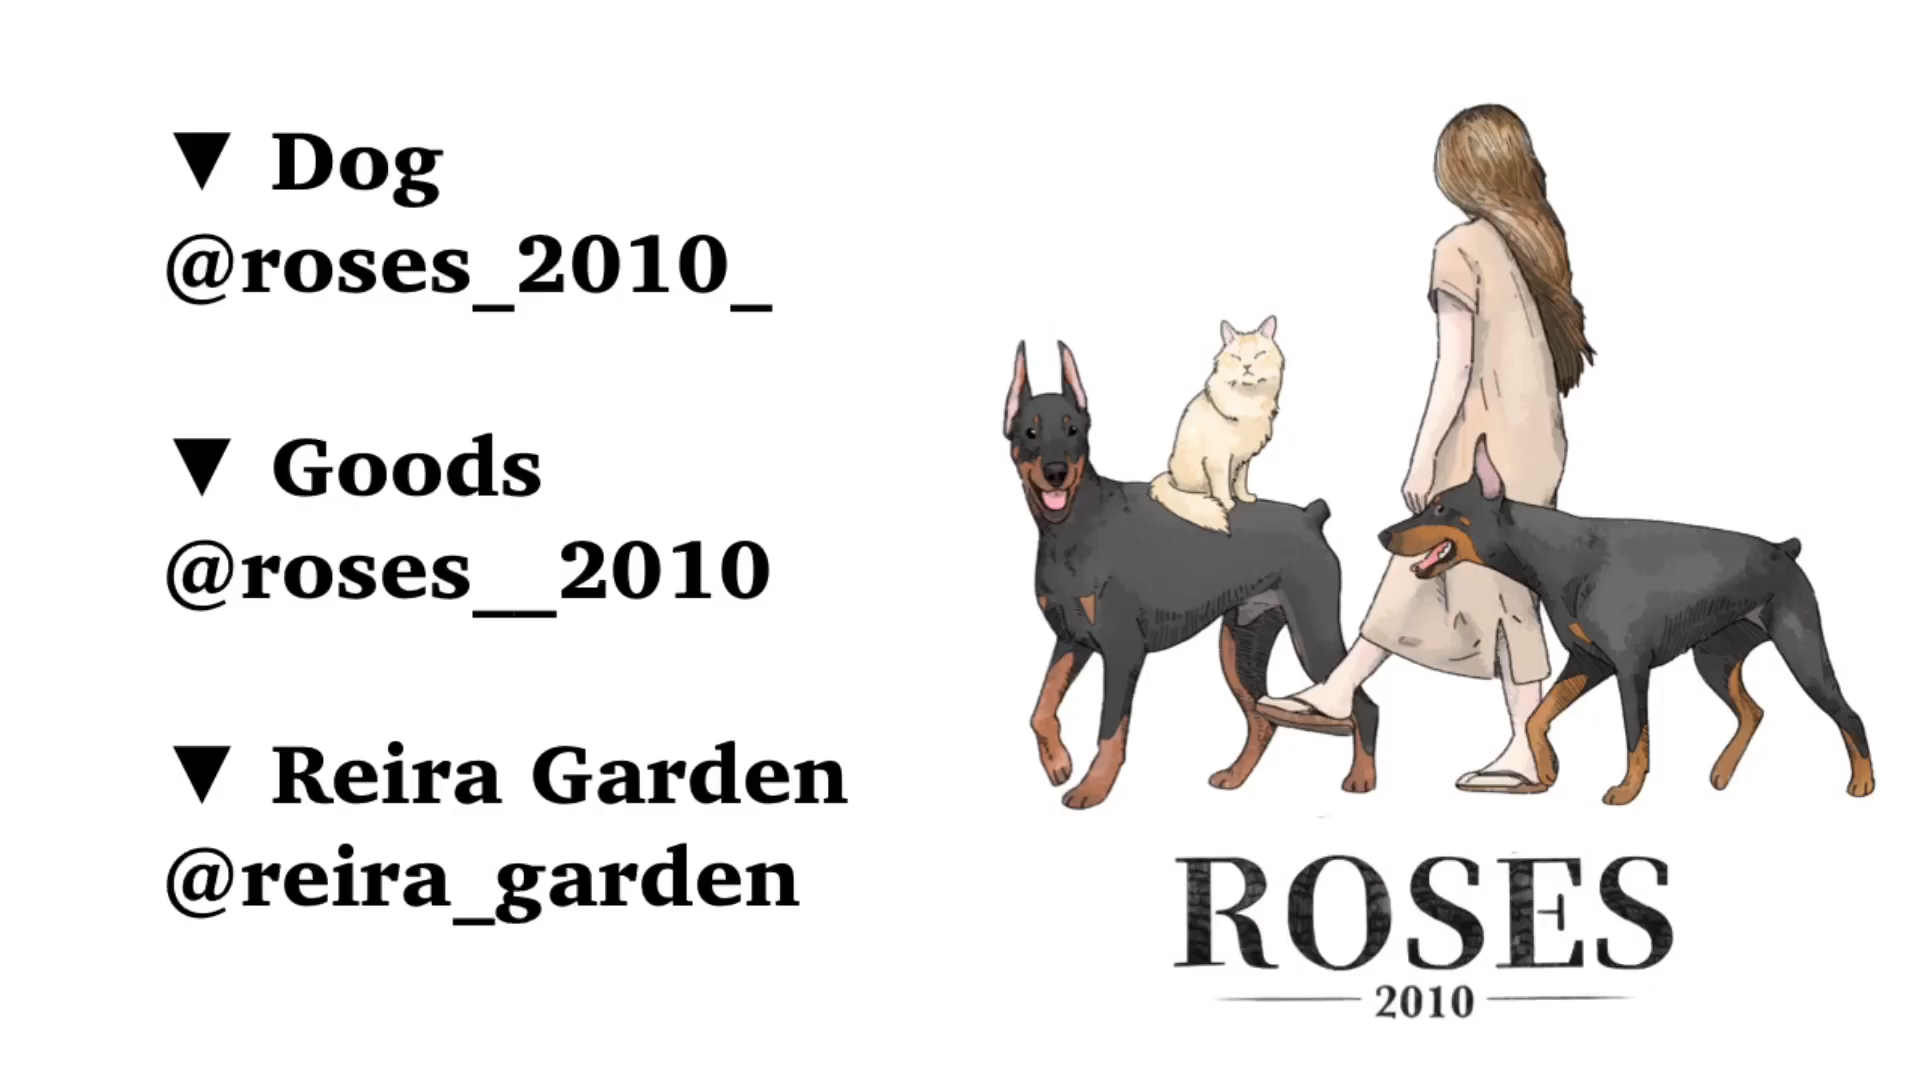 ▼ Dog
@roses_2010_
▼ Goods
@roses__2010
▼ Reira Garden
@reira_garden
ROSES
2010